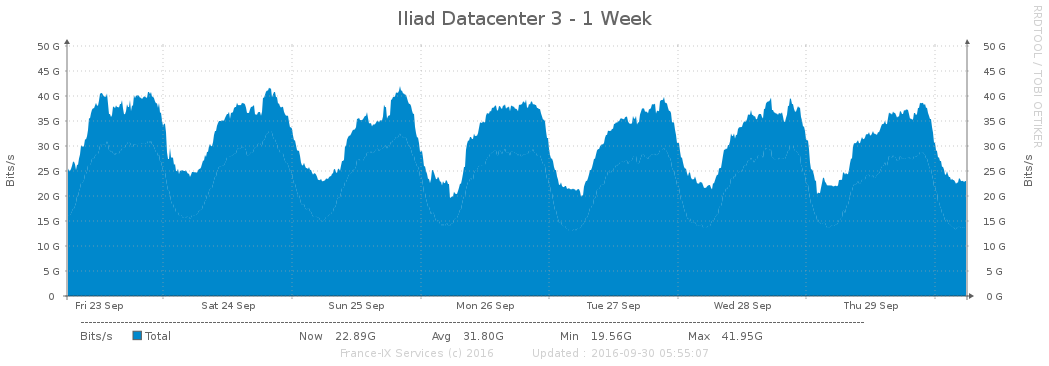 Iliad Datacenter 3 - 1 Week
RRDTOOL / TOBI OETIKER
Bits/s
50 G
45 G
40 G
35 G
30 G
25 G
20 G
15 G
10 G
5 G
0
50 G
45 G
40 G
35 G
30 G
25 G
20 G
15 G
10 G
5 G
0 G
Bits/s
Fri 23 Sep Sat 24 Sep Sun 25 Sep Mon 26 Sep Tue 27 Sep Wed 28 Sep Thu 29 Sep
Bits/s Total Now 22.89G Avg 31.80G Min 19.56G Max 41.95G
France-IX Services (c) 2016 Updated : 2016-09-30 05:55:07